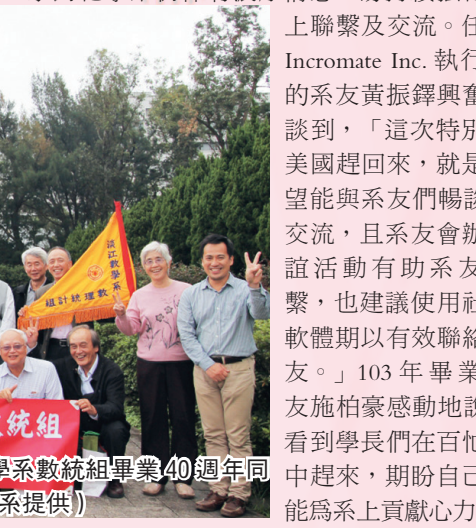 上聯繫及交流。任
Incromate Inc. 執行
的系友黃振鐸興奮
談到，「這次特別
美國趕回來，就是
望能與系友們暢談
交流，且系友會辦
誼活動有助系友
繫，也建議使用社
軟體期以有效聯絡
友。」103 年畢業
友施柏豪感動地說
看到學長們在百忙
中趕來，期盼自己
能為系上貢獻心力
淡江數學系
組計統理數
統組
學系數統組畢業 40 週年同
系提供）